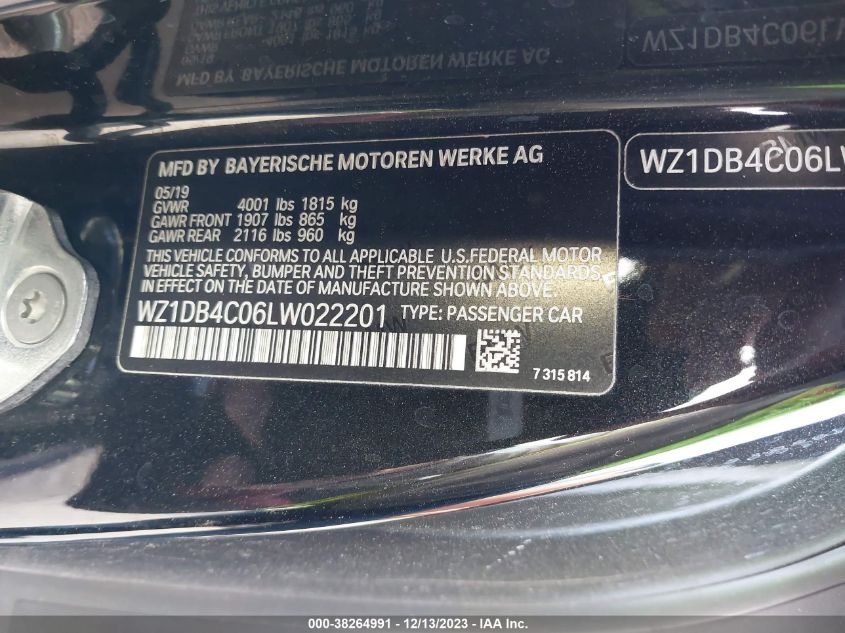 MFD BY BAYERISCHE MOTOREN WERKE AG
05/19
GVWR 4001 lbs 1815 kg
GAWR FRONT 1907 lbs 865 kg
GAWR REAR 2116 lbs 960 kg
THIS VEHICLE CONFORMS TO ALL APPLICABLE U.S.FEDERAL MOTOR
VEHICLE SAFETY, BUMPER AND THEFT PREVENTION STANDARDS
IN EFFECT ON THE DATE OF MANUFACTURE SHOWN ABOVE.
WZ1DB4C06LW022201 TYPE: PASSENGER CAR
7 315 814
WZ1DB4C06LW
000-38264991 - 12/13/2023 - IAA Inc.